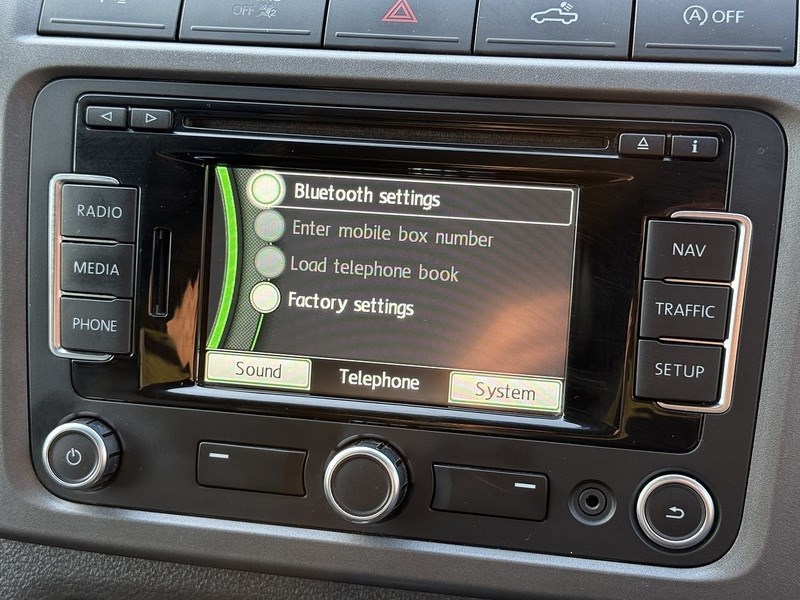 OFF
OFF
RADIO
MEDIA
PHONE
Bluetooth settings
Enter mobile box number
Load telephone book
Factory settings
Sound
Telephone
System
i
NAV
TRAFFIC
SETUP